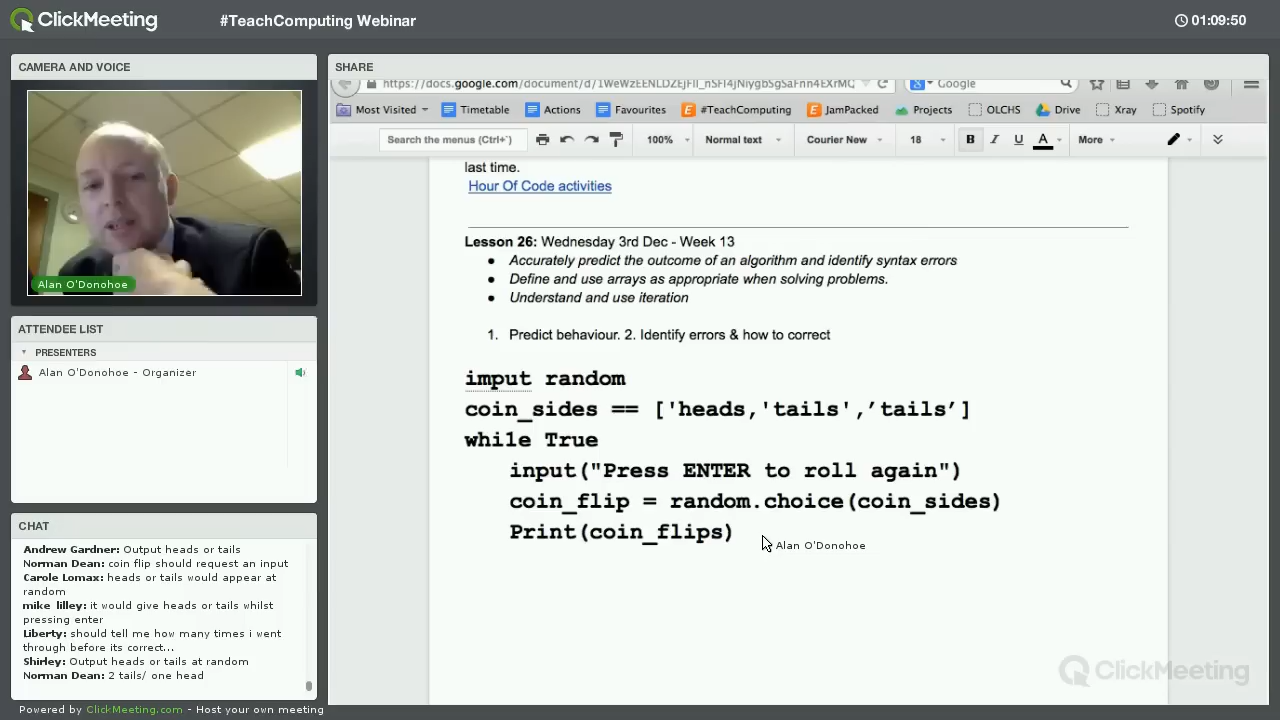 ClickMeeting
#TeachComputing Webinar
01:09:50
CAMERA AND VOICE
Alan O'Donohoe
ATTENDEE LIST
PRESENTERS
Alan O'Donohoe - Organizer
CHAT
Andrew Gardner: Output heads or tails
Norman Dean: coin flip should request an input
Carole Lomax: heads or tails would appear at
random
mike lilley: it would give heads or tails whilst
pressing enter
Liberty: should tell me how many times i went
through before its correct...
Shirley: Output heads or tails at random
Norman Dean: 2 tails/ one head
Powered by ClickMeeting.com - Host your own meeting
SHARE
https://docs.google.com/document/d/
Google
Most Visited Timetable Actions Favourites #TeachComputing JamPacked Projects OLCHS Drive Xray Spotify
Search the menus (Ctrl+`) 100% Normal text Courier New 18 B I U A More
last time.
Hour Of Code activities
Lesson 26: Wednesday 3rd Dec - Week 13
● Accurately predict the outcome of an algorithm and identify syntax errors
● Define and use arrays as appropriate when solving problems.
● Understand and use iteration
1. Predict behaviour. 2. Identify errors & how to correct
imput random
coin_sides == ['heads,'tails',’tails’]
whi1e True
input("Press ENTER to roll again")
coin_flip = random.choice(coin_sides)
Print(coin_flips)
Alan O'Donohoe
ClickMeeting